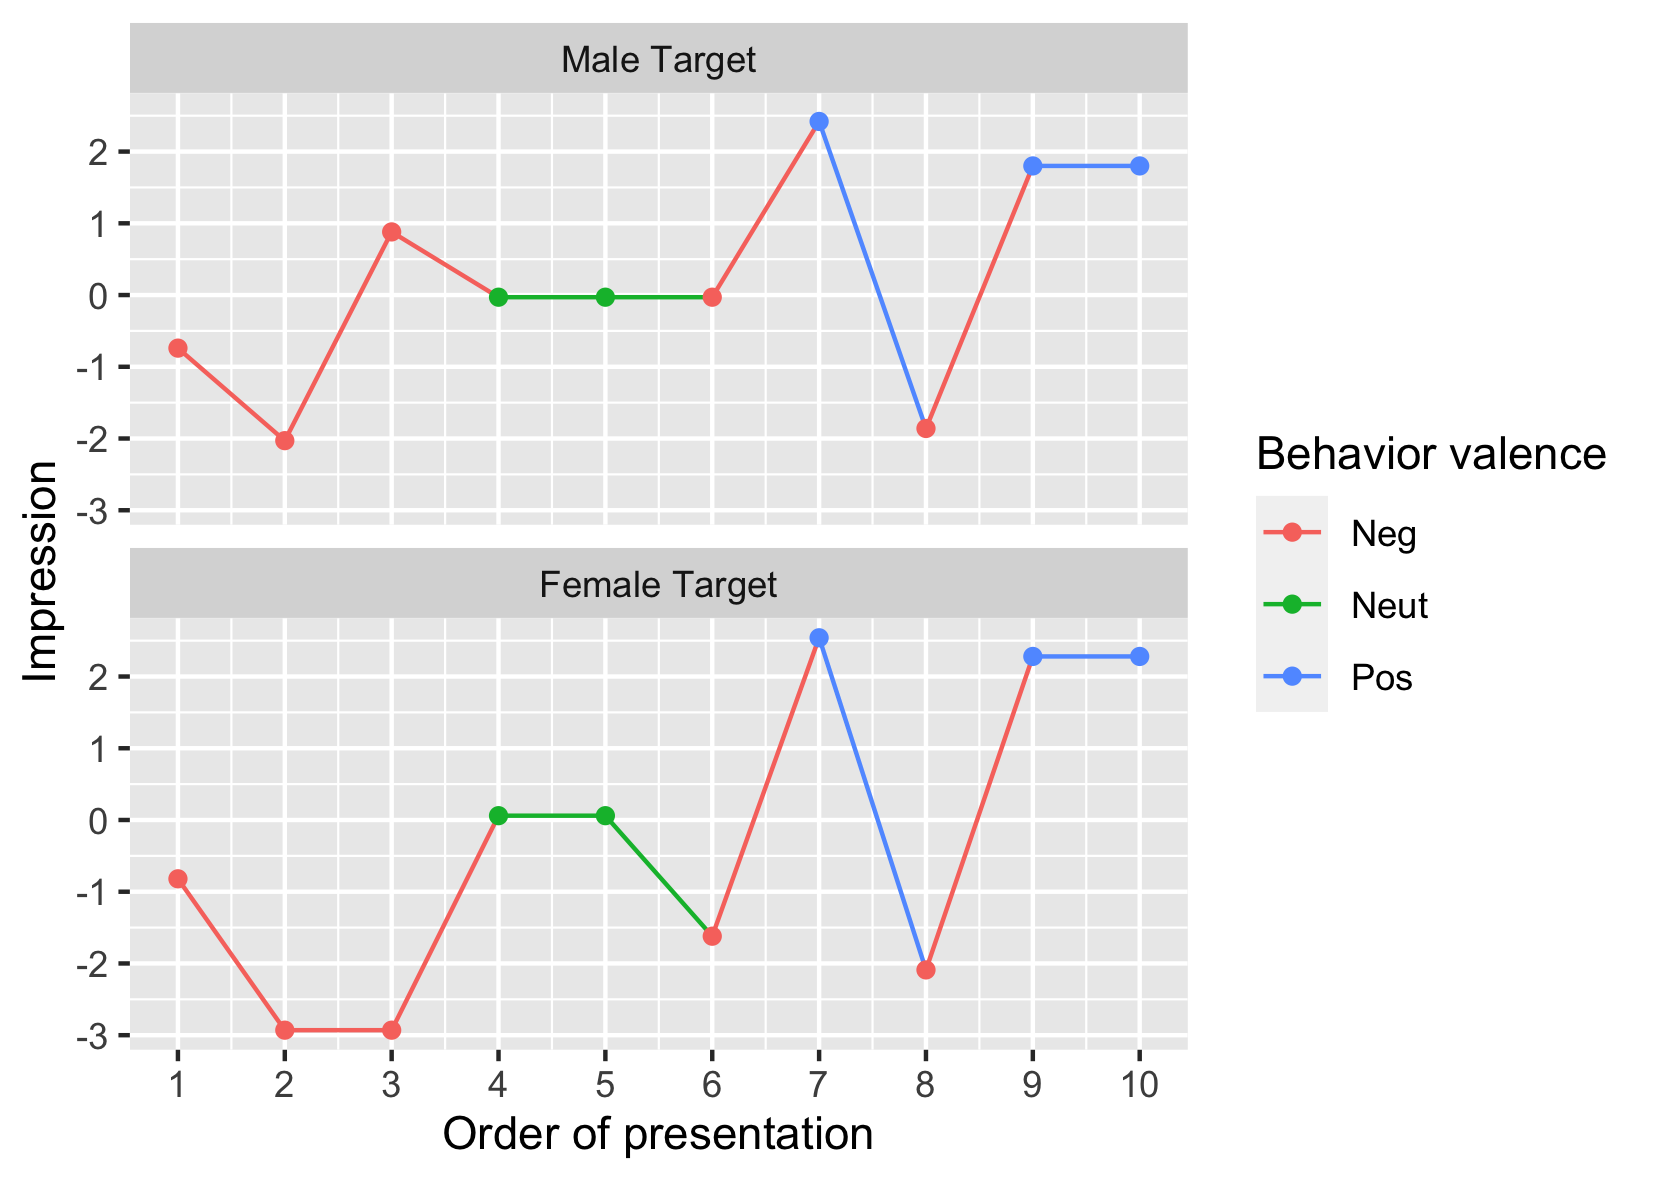 Male Target
2
1
0
-1
-2
-3
Impression
Female Target
2
1
0
-1
-2
-3
1 2 3 4 5 6 7 8 9 10
Order of presentation
Behavior valence
Neg
Neut
Pos